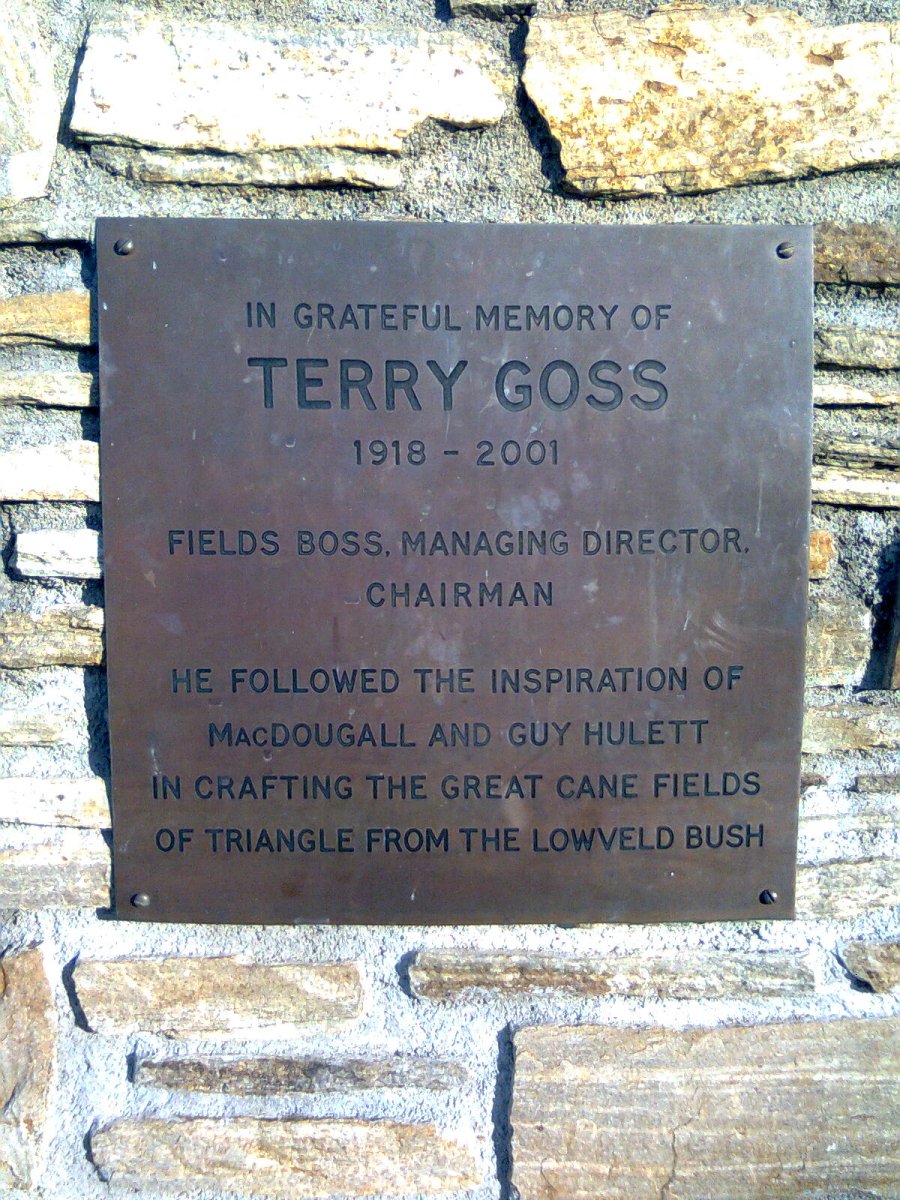 IN GRATEFUL MEMORY OF
TERRY GOSS
1918 - 2001
FIELDS BOSS, MANAGING DIRECTOR,
CHAIRMAN
HE FOLLOWED THE INSPIRATION OF
MACDOUGALL AND GUY HULETT
IN CRAFTING THE GREAT CANE FIELDS
OF TRIANGLE FROM THE LOWVELD BUSH